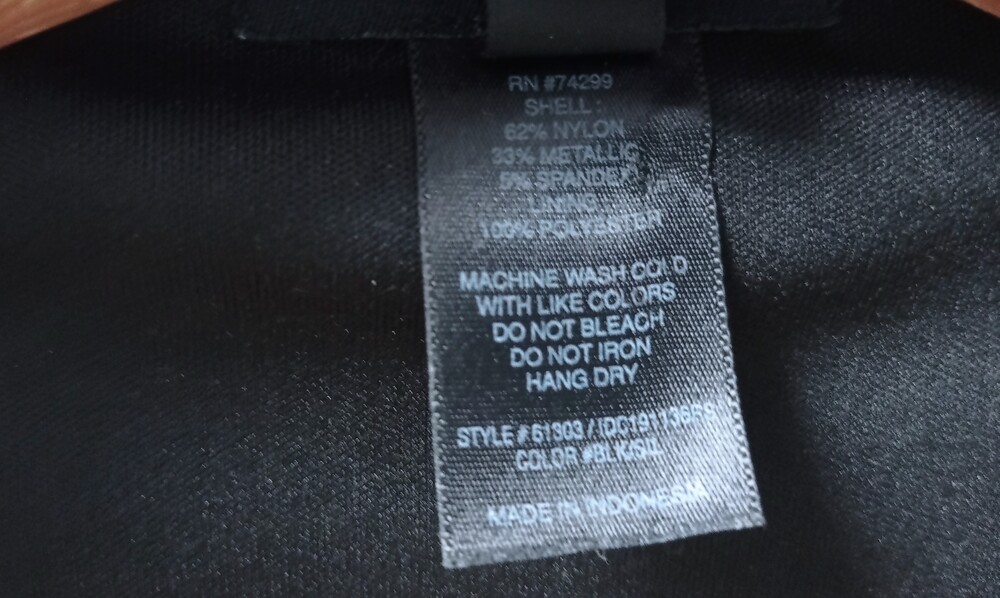 RN #74299
SHELL:
62% NYLON
33% METALLIC
5% SPANDEX
LINING
100% POLYESTER
MACHINE WASH COLD
WITH LIKE COLORS
DO NOT BLEACH
DO NOT IRON
HANG DRY
STYLE # 61303 /
COLOR #BLK/SIL
MADE IN INDONESIA